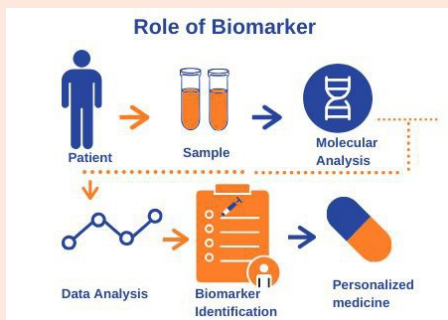 Role of Biomarker
Patient
Sample
Molecular
Analysis
Data Analysis
Biomarker
Identification
Personalized
medicine